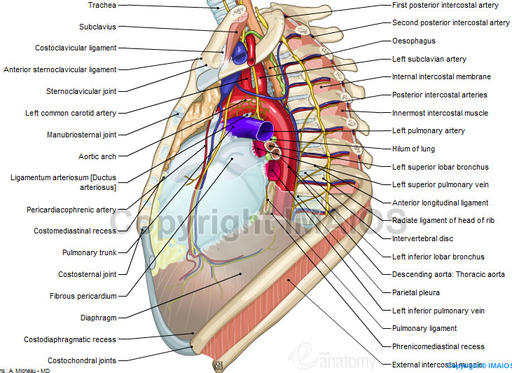 Trachea
Subclavius
Costoclavicular ligament
Anterior sternoclavicular ligament
Sternoclavicular joint
Left common carotid artery
Manubriosternal joint
Aortic arch
Ligamentum arteriosum [Ductus
arteriosus]
Pericardiacophrenic artery
Costomediastinal recess
Pulmonary trunk
Costosternal joint
Fibrous pericardium
Diaphragm
Costodiaphragmatic recess
Costochondral joints
First posterior intercostal artery
Second posterior intercostal artery
Oesophagus
Left subclavian artery
Internal intercostal membrane
Posterior intercostal arteries
Innermost intercostal muscle
Left pulmonary artery
Hilum of lung
Left superior lobar bronchus
Left superior pulmonary vein
Anterior longitudinal ligament
Radiate ligament of head of rib
Intervertebral disc
Left inferior lobar bronchus
Descending aorta: Thoracic aorta
Parietal pleura
Left inferior pulmonary vein
Pulmonary ligament
Phrenicomediastinal recess
External intercostal muscle
Copyright IMAIOS
e-anatomy
Copyright © IMAIOS
A. Micheau - MD